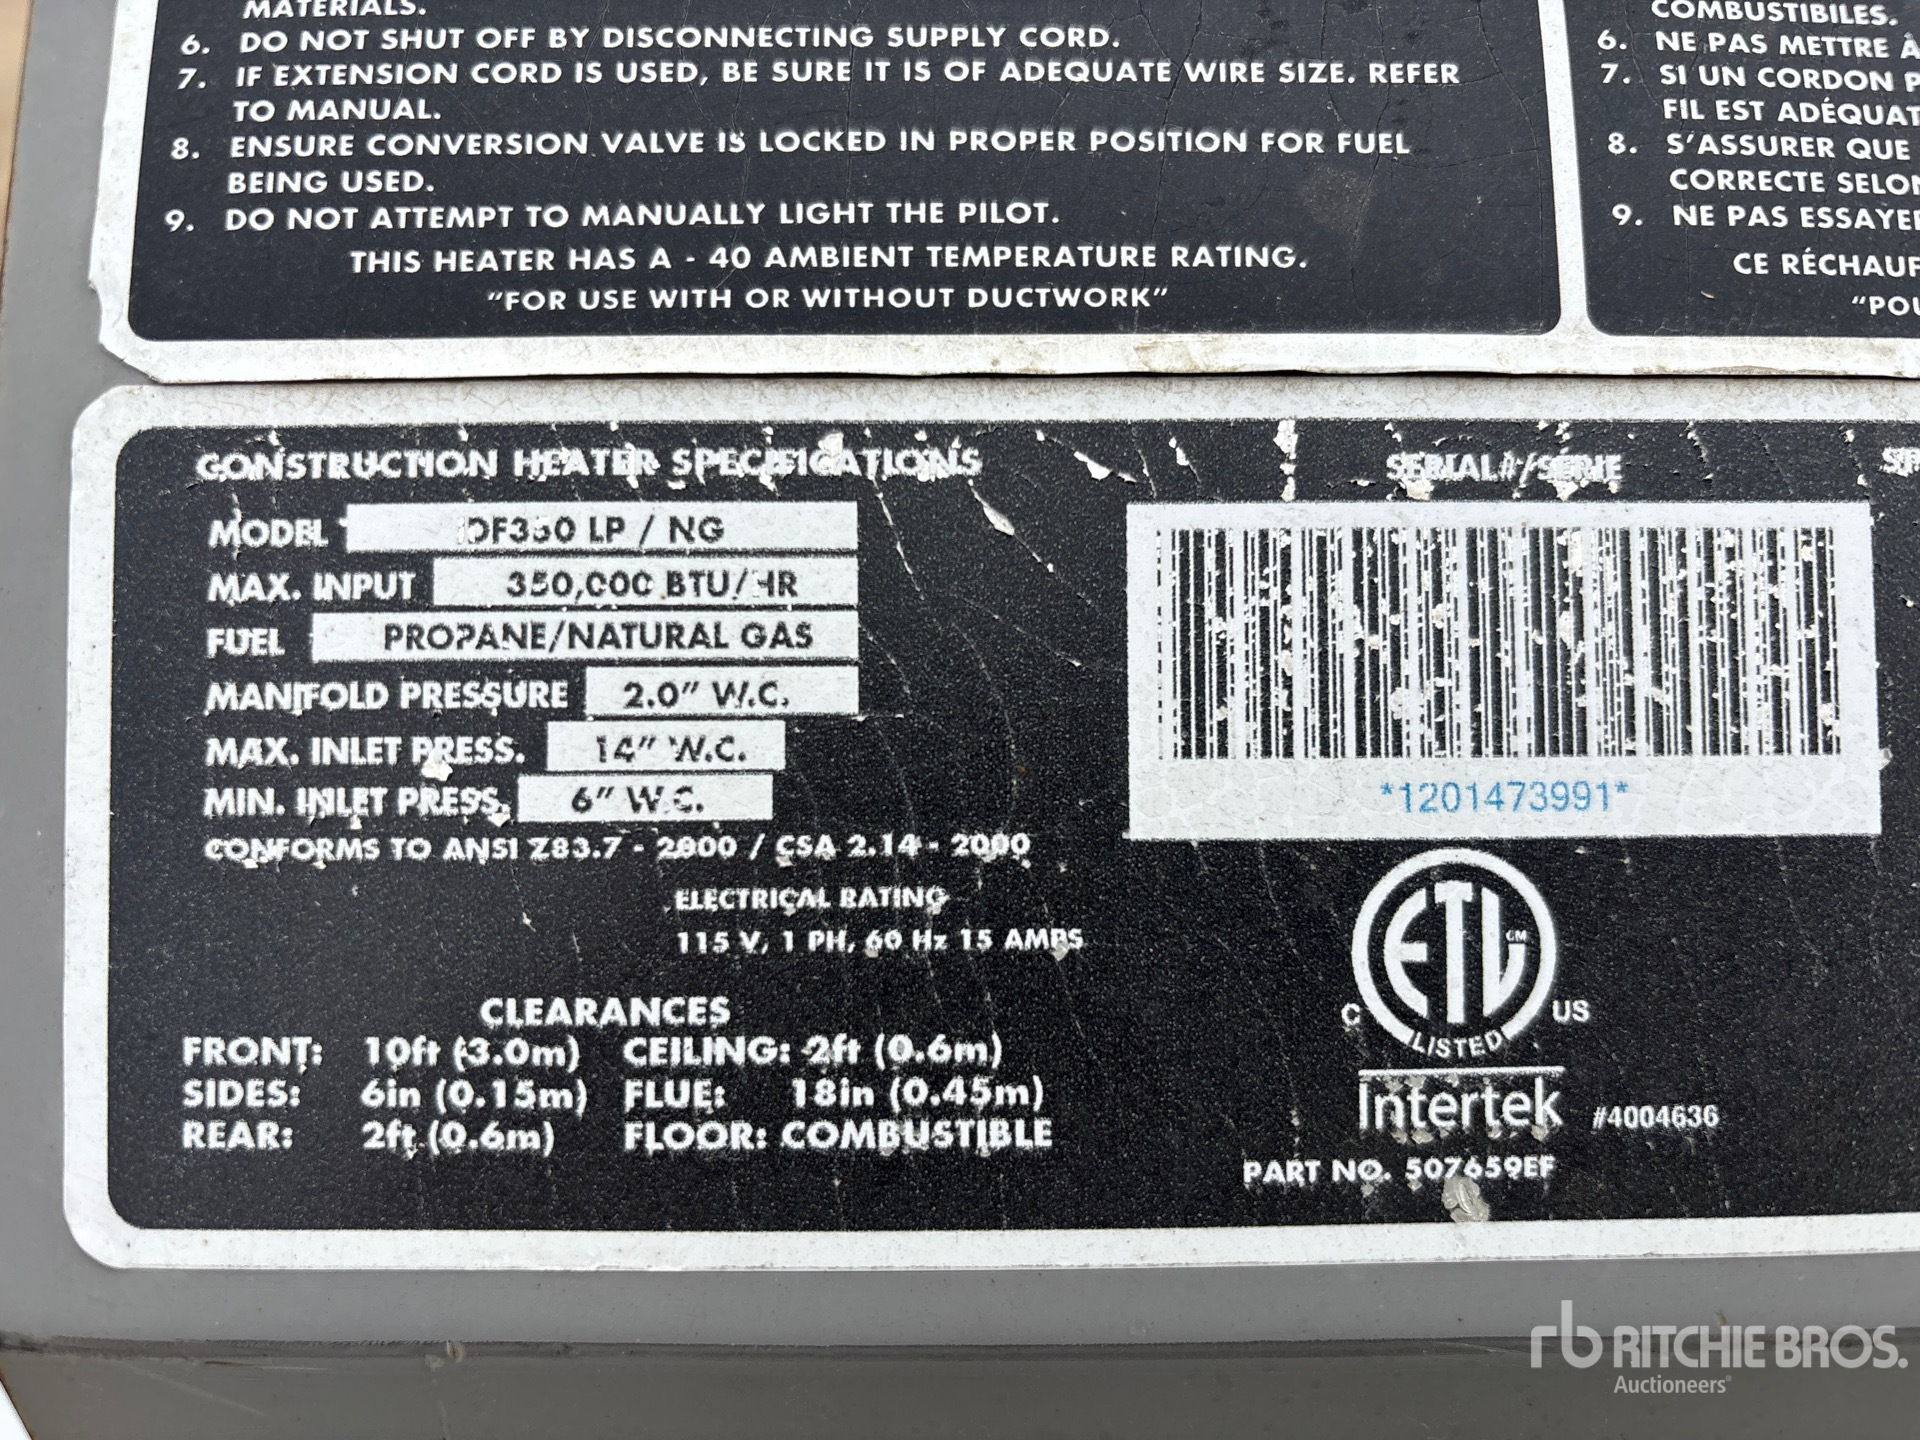 MATERIALS.
6. DO NOT SHUT OFF BY DISCONNECTING SUPPLY CORD.
7. IF EXTENSION CORD IS USED, BE SURE IT IS OF ADEQUATE WIRE SIZE. REFER
TO MANUAL.
8. ENSURE CONVERSION VALVE IS LOCKED IN PROPER POSITION FOR FUEL
BEING USED.
9. DO NOT ATTEMPT TO MANUALLY LIGHT THE PILOT.
THIS HEATER HAS A - 40 AMBIENT TEMPERATURE RATING.
"FOR USE WITH OR WITHOUT DUCTWORK"
COMBUSTIBILES.
6. NE PAS METTRE À
7. SI UN CORDON P
FIL EST ADÉQUAT
8. S'ASSURER QUE
CORRECTE SELON
9. NE PAS ESSAYER
CE RÉCHAUF
"POU
CONSTRUCTION HEATER SPECIFICATIONS
MODEL IDF350 LP / NG
MAX. INPUT 350,000 BTU/HR
FUEL PROPANE/NATURAL GAS
MANIFOLD PRESSURE 2.0" W.C.
MAX. INLET PRESS. 14" W.C.
MIN. INLET PRESS. 6" W.C.
CONFORMS TO ANSI Z83.7 - 2000 / CSA 2.14 - 2000
ELECTRICAL RATING
115 V, 1 PH, 60 Hz 15 AMPS
CLEARANCES
FRONT: 10ft (3.0m) CEILING: 2ft (0.6m)
SIDES: 6in (0.15m) FLUE: 18in (0.45m)
REAR: 2ft (0.6m) FLOOR: COMBUSTIBLE
SERIAL#/SÉRIE
*1201473991*
ETL CM
C US
LISTED
Intertek #4004636
PART NO. 507659EF
SP
rb RITCHIE BROS.
Auctioneers